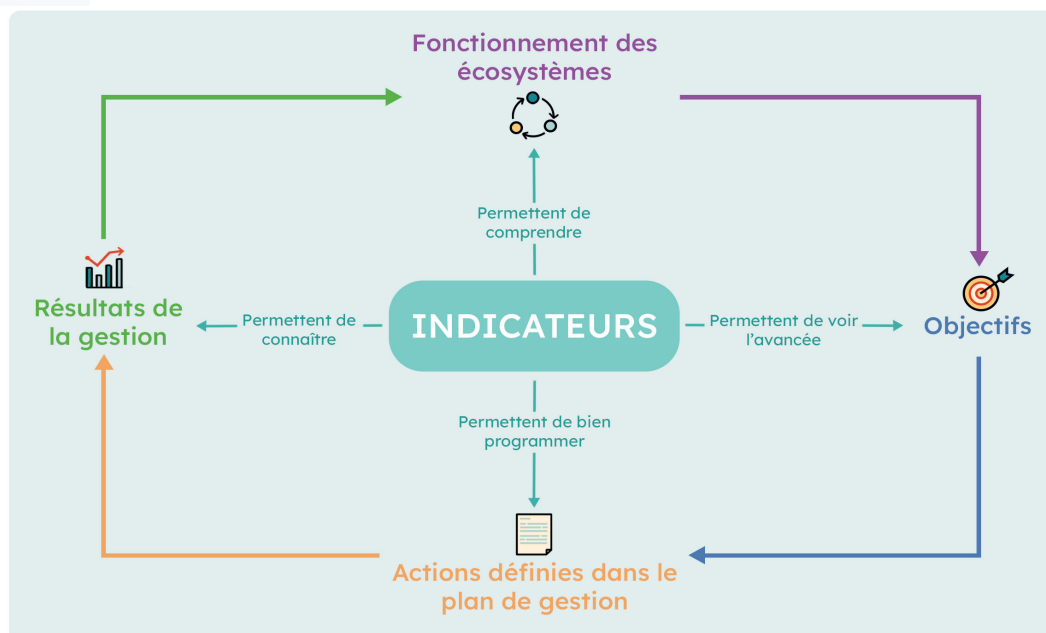 Fonctionnement des
écosystèmes
Permettent de
comprendre
Résultats de
la gestion
Permettent de
connaître
INDICATEURS
Permettent de voir
l'avancée
Objectifs
Permettent de bien
programmer
Actions définies dans le
plan de gestion